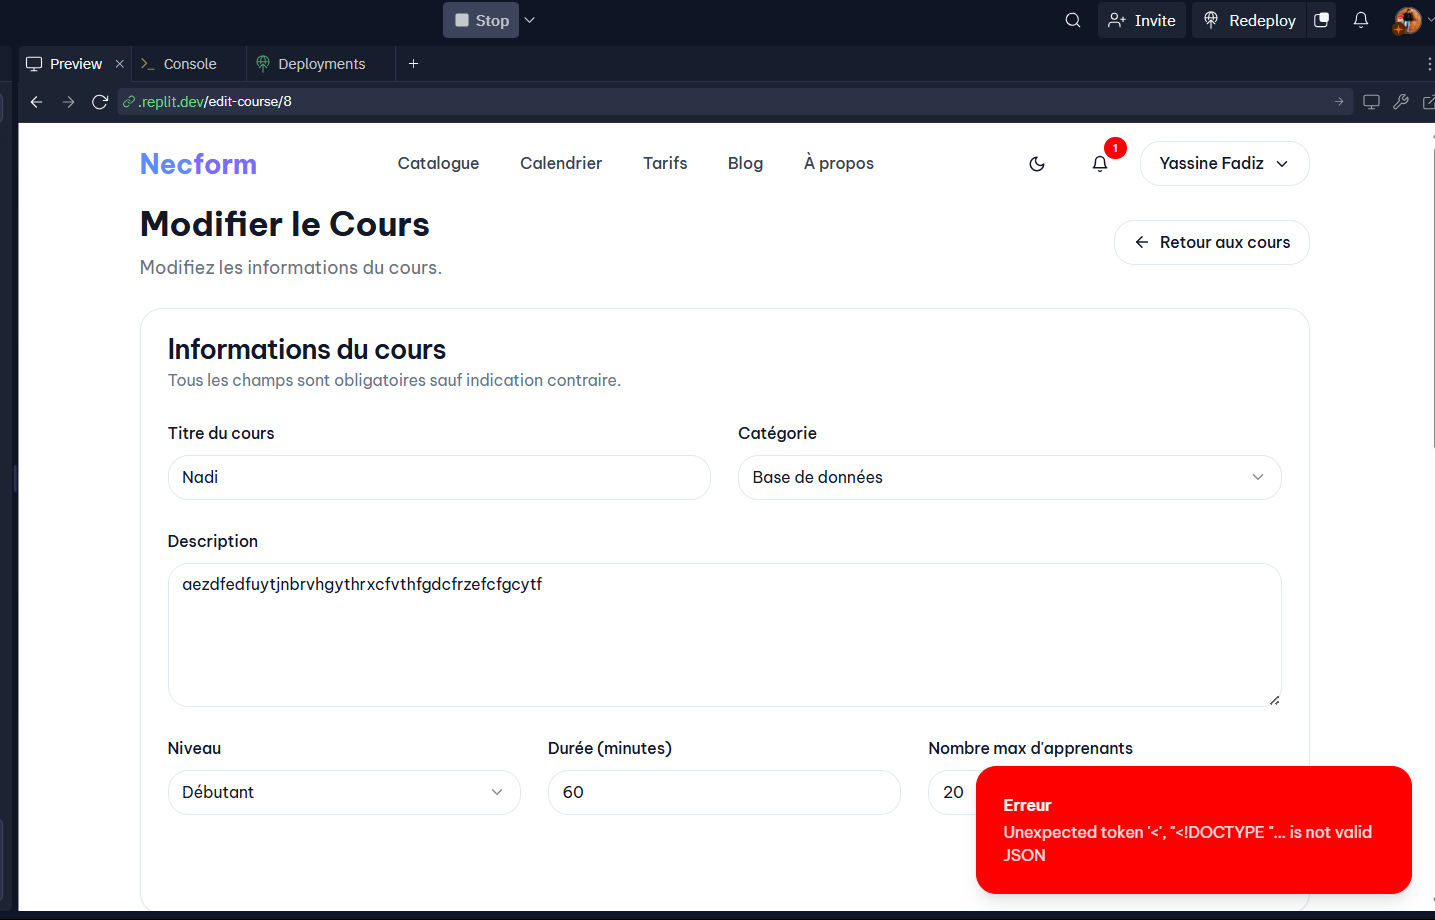 Stop
Invite
Redeploy
Preview
Console
Deployments
.replit.dev/edit-course/8
Necform
Catalogue
Calendrier
Tarifs
Blog
À propos
1
Yassine Fadiz
Modifier le Cours
Modifiez les informations du cours.
Retour aux cours
Informations du cours
Tous les champs sont obligatoires sauf indication contraire.
Titre du cours
Catégorie
Nadi
Base de données
Description
aezdfedfuytjnbrvhgythrxcfvthfgdcfrzefcfgcytf
Niveau
Durée (minutes)
Nombre max d'apprenants
Débutant
60
20
Erreur
Unexpected token '<', "<!DOCTYPE "... is not valid
JSON